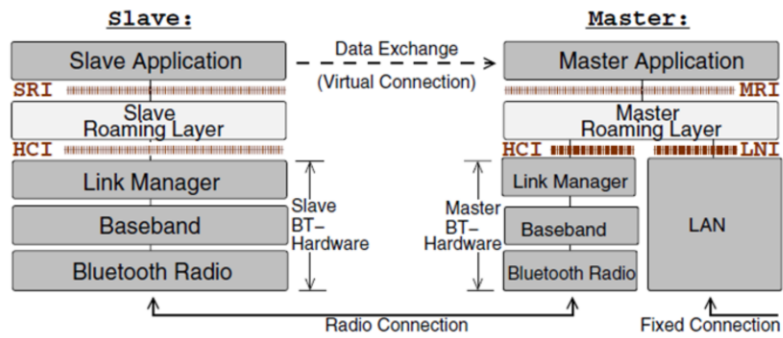 Slave:
Master:
Slave Application
Data Exchange
(Virtual Connection)
Master Application
SRI
MRI
Slave
Roaming Layer
Master
Roaming Layer
HCI
HCI
LNI
Link Manager
Baseband
Bluetooth Radio
Slave
BT-
Hardware
Master
BT-
Hardware
Link Manager
Baseband
Bluetooth Radio
LAN
Radio Connection
Fixed Connection